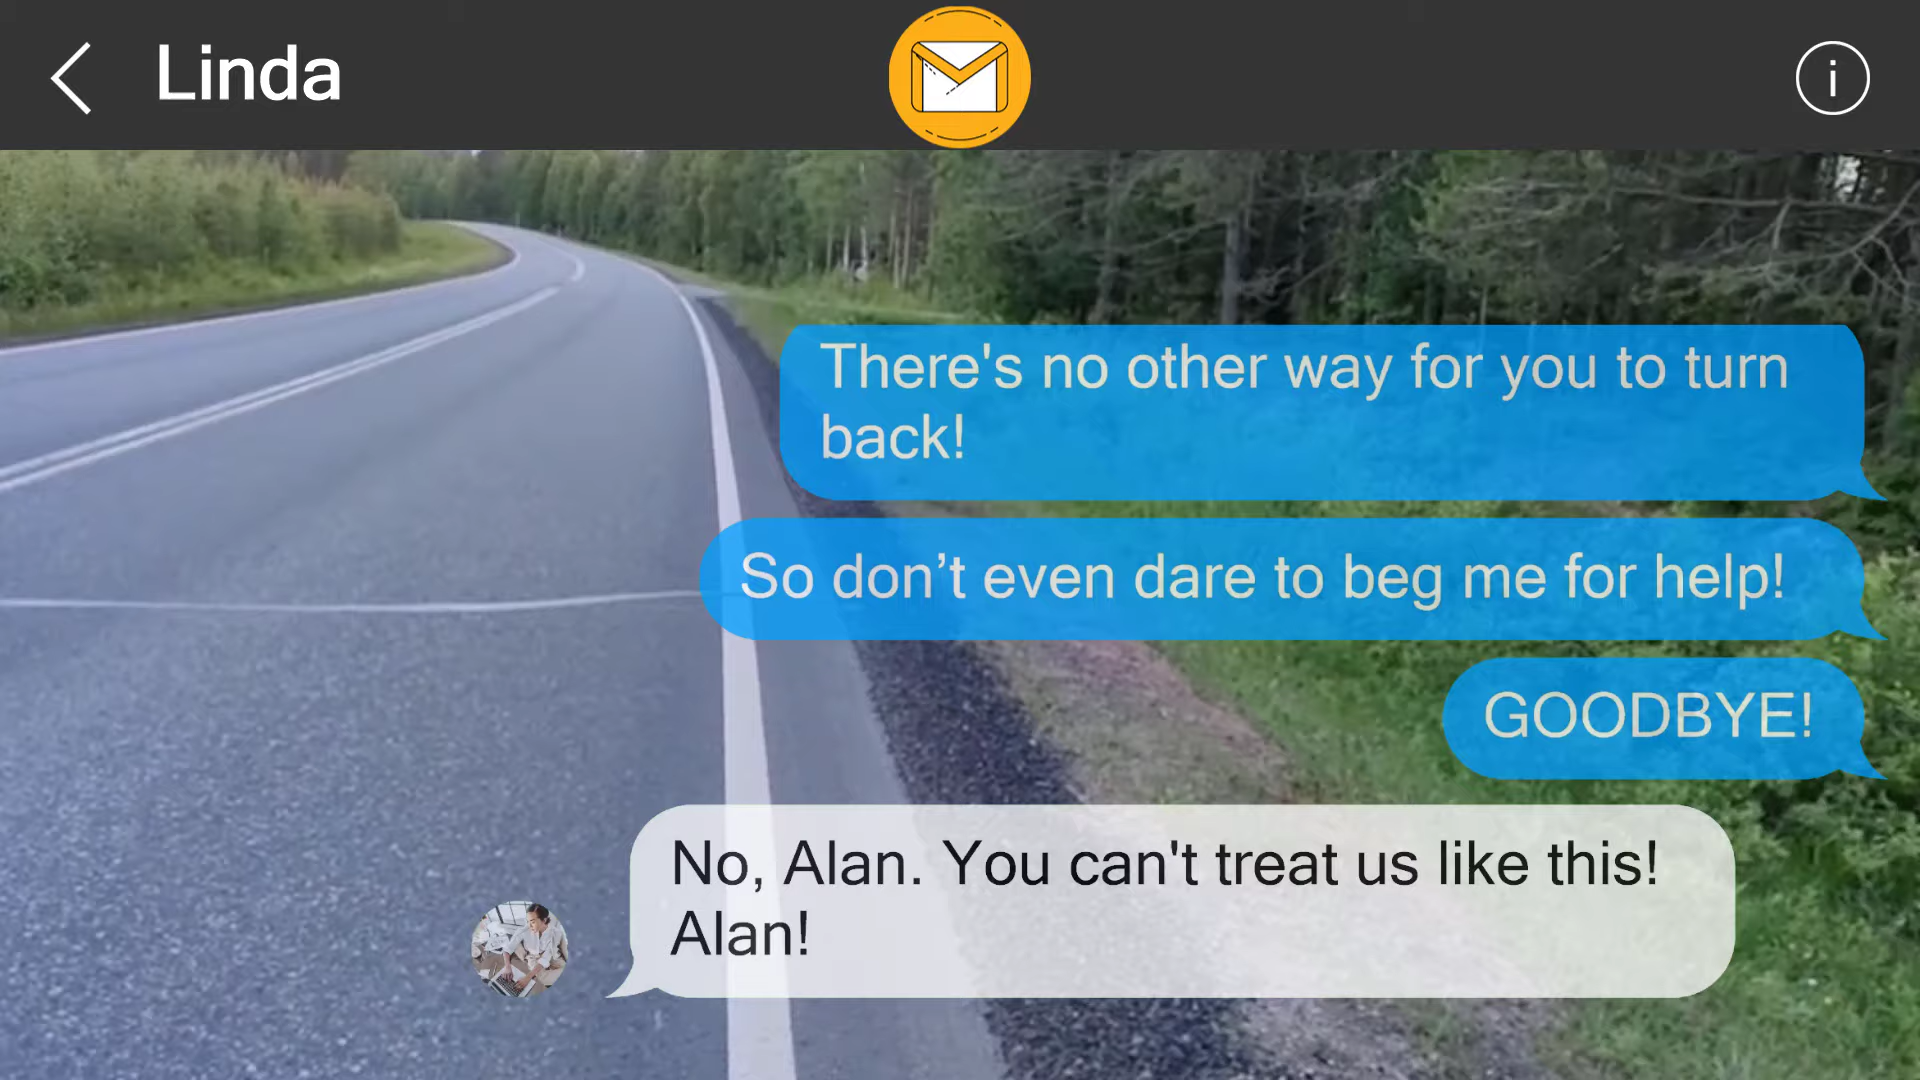 Linda
There's no other way for you to turn
back!
So don’t even dare to beg me for help!
GOODBYE!
No, Alan. You can't treat us like this!
Alan!